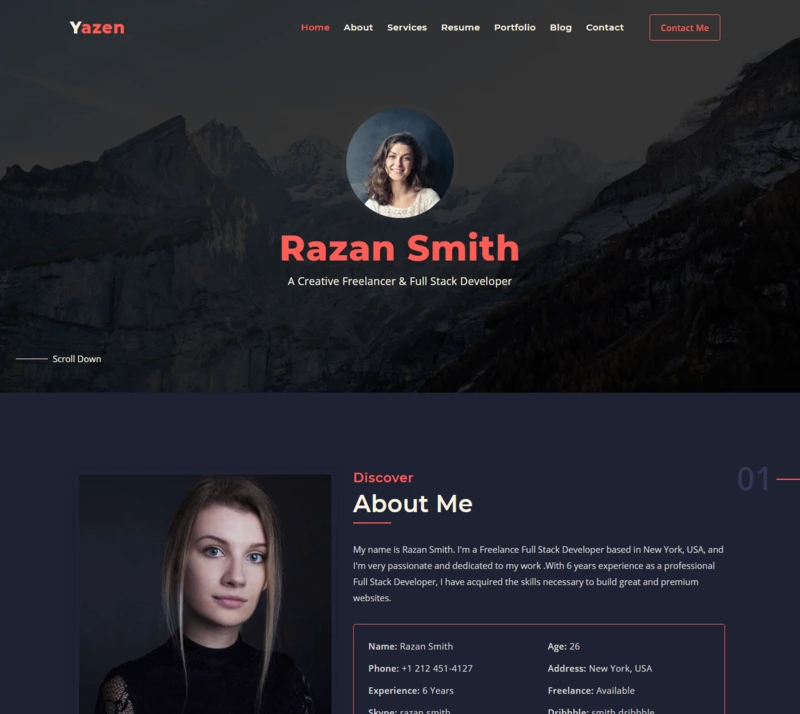 Yazen
Home About Services Resume Portfolio Blog Contact Contact Me
Razan Smith
A Creative Freelancer & Full Stack Developer
Scroll Down
Discover
01
About Me
My name is Razan Smith. I'm a Freelance Full Stack Developer based in New York, USA, and
I'm very passionate and dedicated to my work .With 6 years experience as a professional
Full Stack Developer, I have acquired the skills necessary to build great and premium
websites.
Name: Razan Smith
Age: 26
Phone: +1 212 451-4127
Address: New York, USA
Experience: 6 Years
Freelance: Available
Skype: razan.smith
Dribbble: smith.dribbble